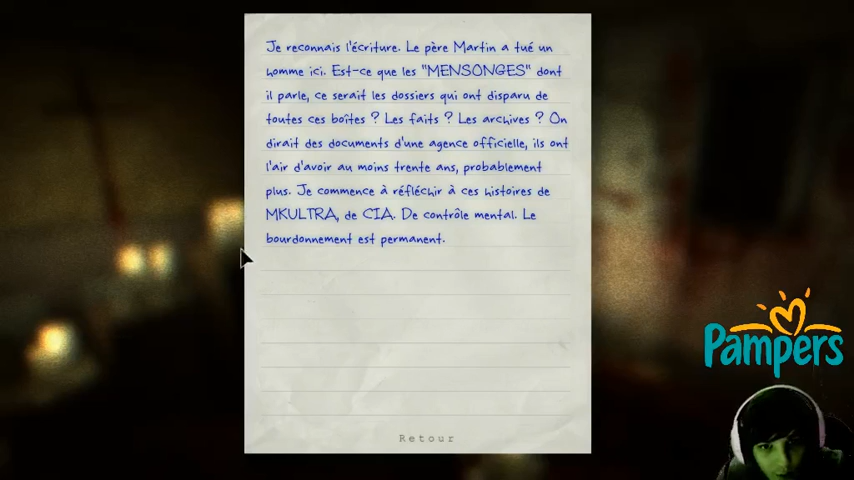 Je reconnais l'écriture. Le père Martin a tué un
homme ici. Est-ce que les "MENSONGES" dont
il parle, ce serait les dossiers qui ont disparu de
toutes ces boîtes ? Les faits ? Les archives ? On
dirait des documents d'une agence officielle, ils ont
l'air d'avoir au moins trente ans, probablement
plus. Je commence à réfléchir à ces histoires de
MKULTRA, de CIA. De contrôle mental. Le
bourdonnement est permanent.
Retour
Pampers